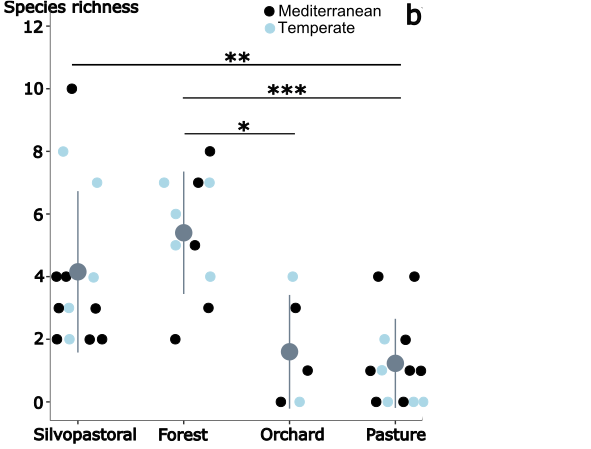 Species richness
Mediterranean
Temperate
b
12
**
10
***
*
8
6
4
2
0
Silvopastoral Forest Orchard Pasture